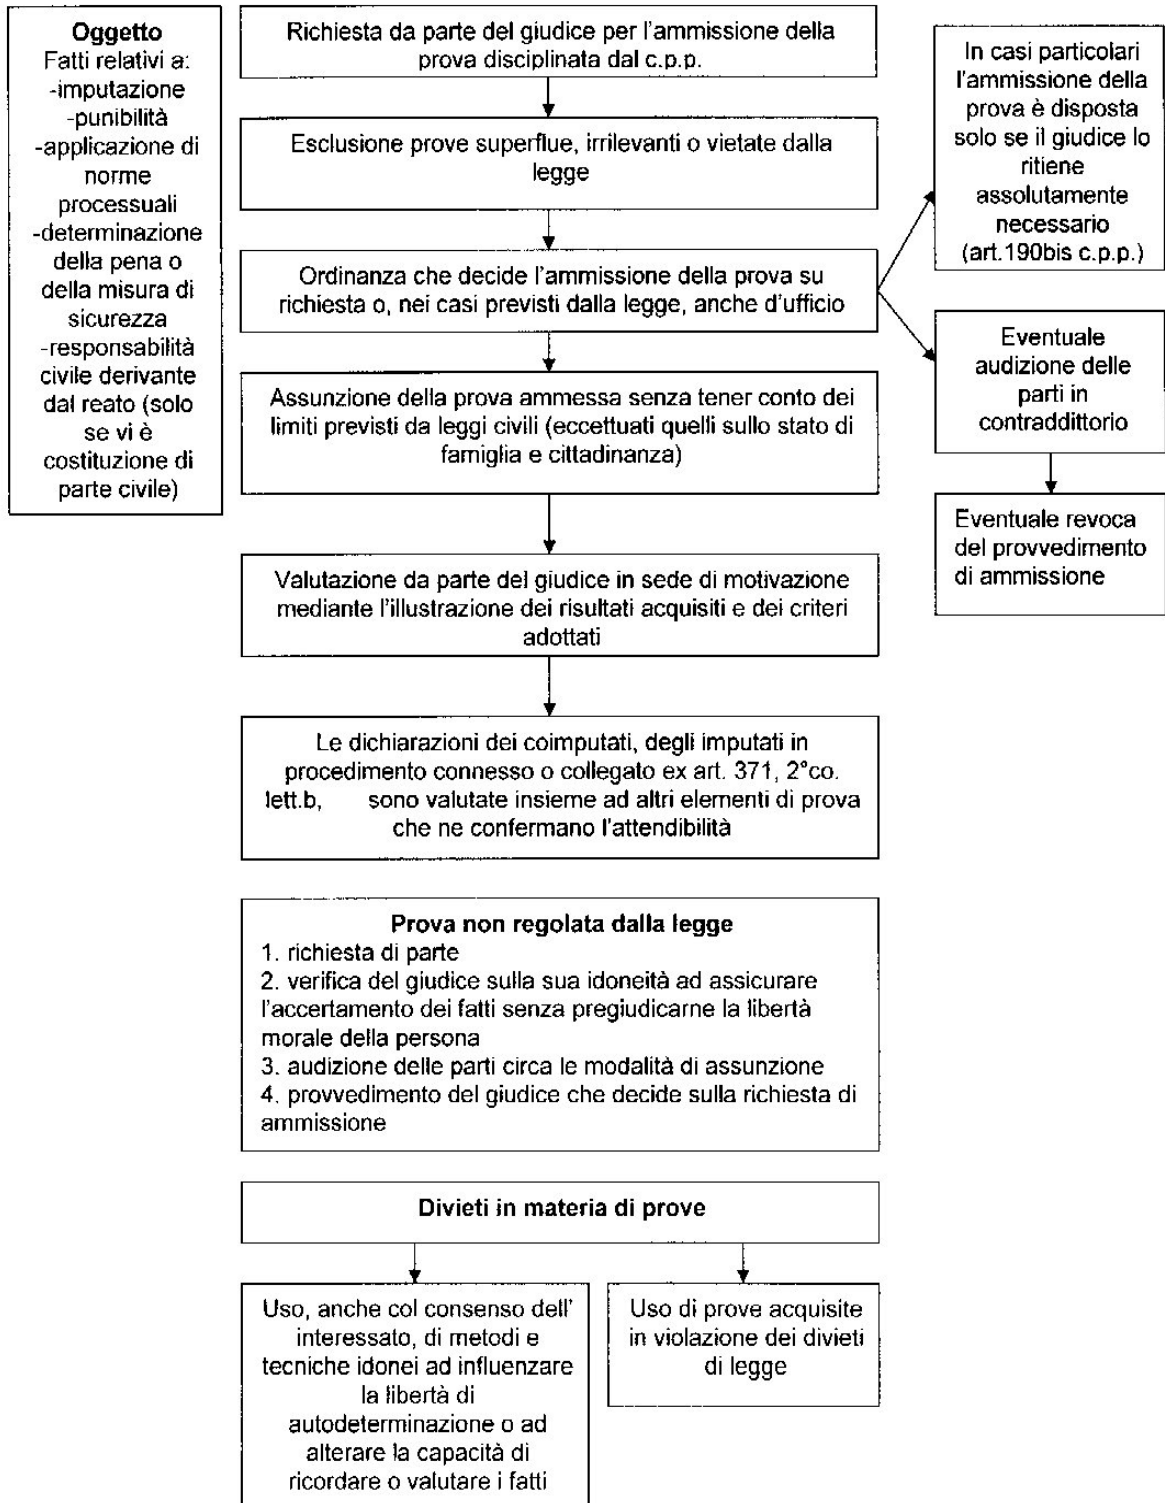 Oggetto
Fatti relativi a:
-imputazione
-punibilità
-applicazione di
norme
processuali
-determinazione
della pena o
della misura di
sicurezza
-responsabilità
civile derivante
dal reato (solo
se vi è
costituzione di
parte civile)
Richiesta da parte del giudice per l'ammissione della
prova disciplinata dal c.p.p.
Esclusione prove superflue, irrilevanti o vietate dalla
legge
Ordinanza che decide l'ammissione della prova su
richiesta o, nei casi previsti dalla legge, anche d'ufficio
In casi particolari
l'ammissione della
prova è disposta
solo se il giudice lo
ritiene
assolutamente
necessario
(art.190bis c.p.p.)
Eventuale
audizione delle
parti in
contraddittorio
Eventuale revoca
del provvedimento
di ammissione
Assunzione della prova ammessa senza tener conto dei
limiti previsti da leggi civili (eccettuati quelli sullo stato di
famiglia e cittadinanza)
Valutazione da parte del giudice in sede di motivazione
mediante l'illustrazione dei risultati acquisiti e dei criteri
adottati
Le dichiarazioni dei coimputati, degli imputati in
procedimento connesso o collegato ex art. 371, 2°co.
lett.b, sono valutate insieme ad altri elementi di prova
che ne confermano l'attendibilità
Prova non regolata dalla legge
1. richiesta di parte
2. verifica del giudice sulla sua idoneità ad assicurare
l'accertamento dei fatti senza pregiudicarne la libertà
morale della persona
3. audizione delle parti circa le modalità di assunzione
4. provvedimento del giudice che decide sulla richiesta di
ammissione
Divieti in materia di prove
Uso, anche col consenso dell'
interessato, di metodi e
tecniche idonei ad influenzare
la libertà di
autodeterminazione o ad
alterare la capacità di
ricordare o valutare i fatti
Uso di prove acquisite
in violazione dei divieti
di legge